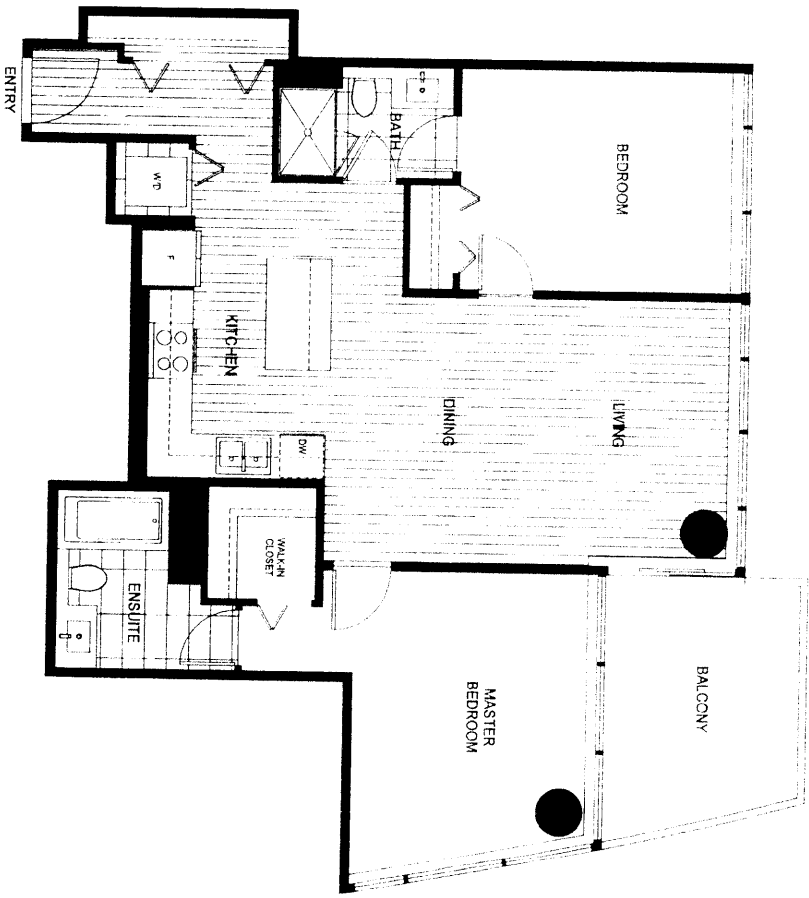 ENTRY
BATH
BEDROOM
W/D
F
KITCHEN
DINING
LIVING
DW
WALK-IN
CLOSET
ENSUITE
MASTER
BEDROOM
BALCONY